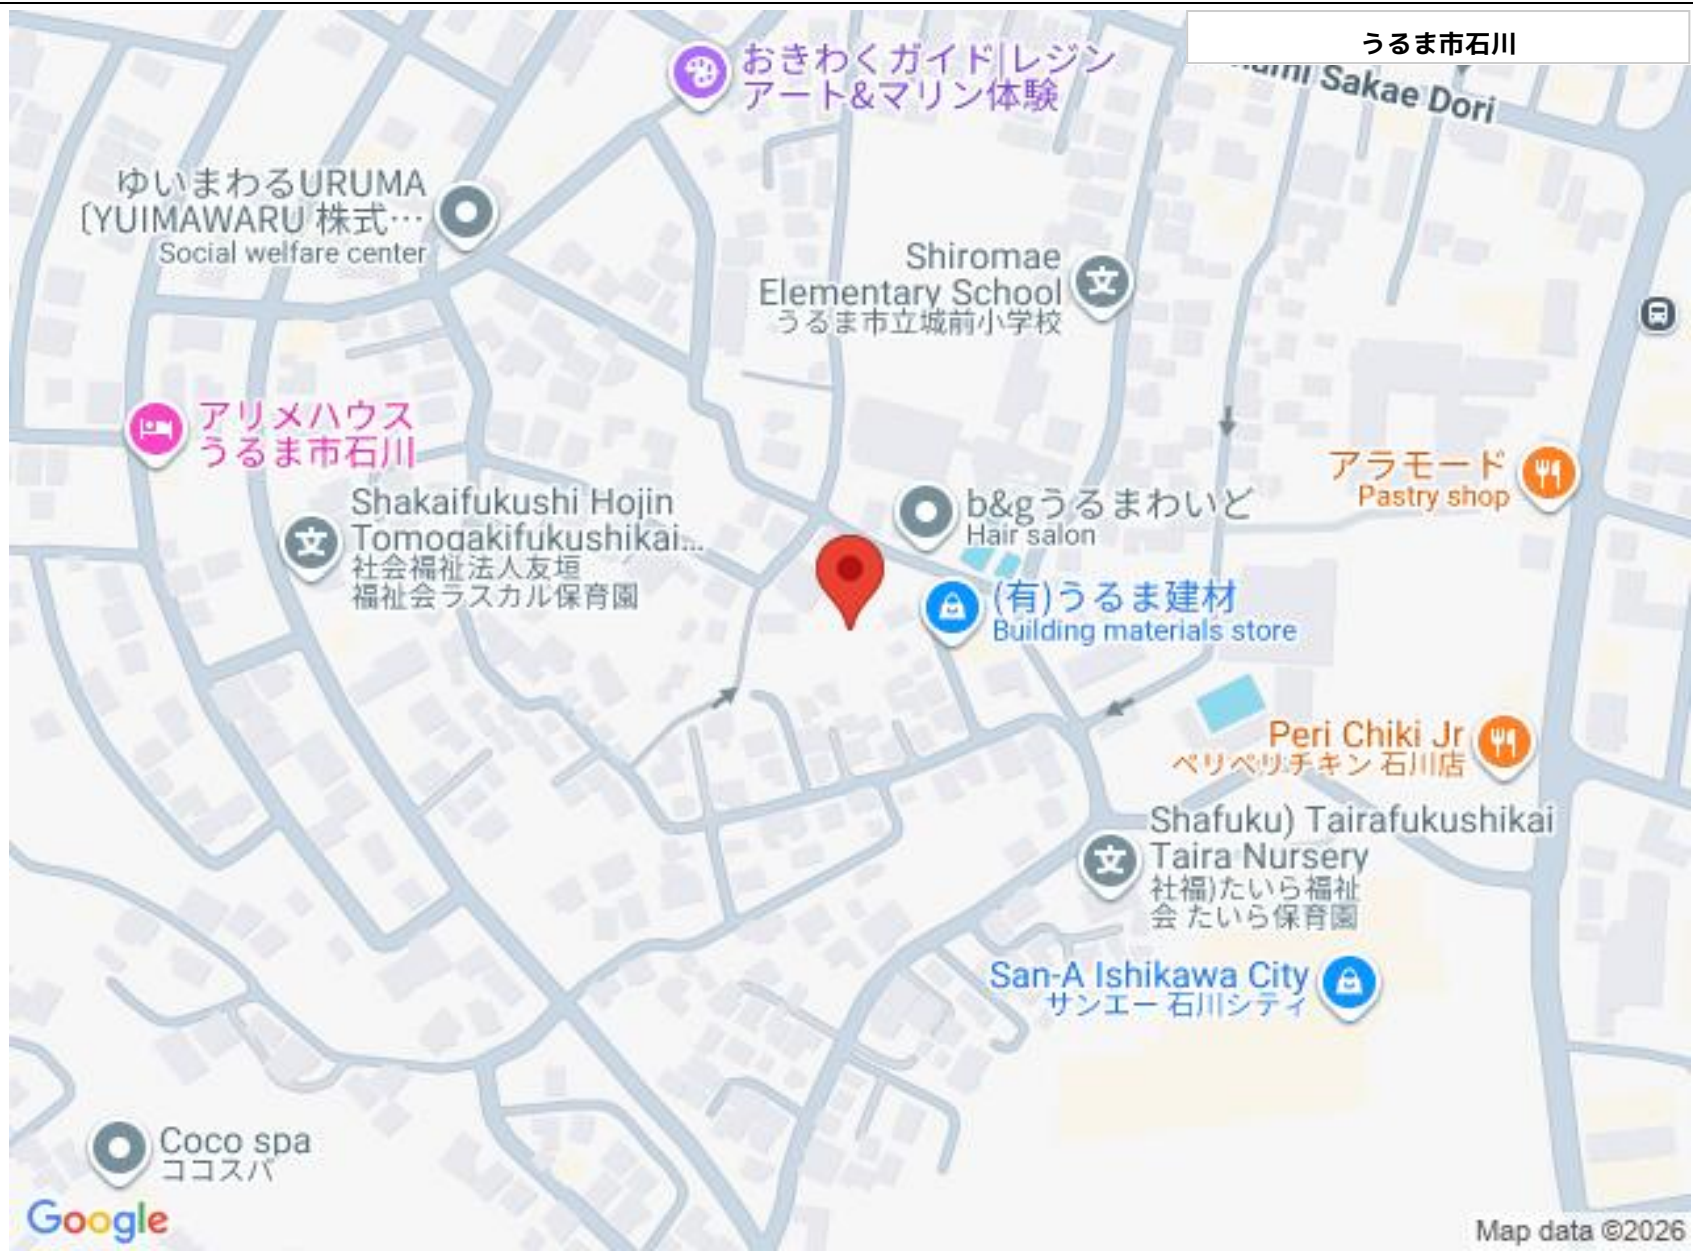 うるま市石川
おきわくガイド|レジン
アート&マリン体験
Sakae Dori
ゆいまわるURUMA
〔YUIMAWARU 株式…
Social welfare center
Shiromae
Elementary School
うるま市立城前小学校
アリメハウス
うるま市石川
アラモード
Pastry shop
Shakaifukushi Hojin
Tomogakifukushikai...
社会福祉法人友垣
福祉会ラスカル保育園
b&gうるまわいど
Hair salon
(有)うるま建材
Building materials store
Peri Chiki Jr
ペリペリチキン 石川店
Shafuku) Tairafukushikai
Taira Nursery
社福)たいら福祉
会 たいら保育園
San-A Ishikawa City
サンエー 石川シティ
Coco spa
ココスパ
Google
Map data ©2026